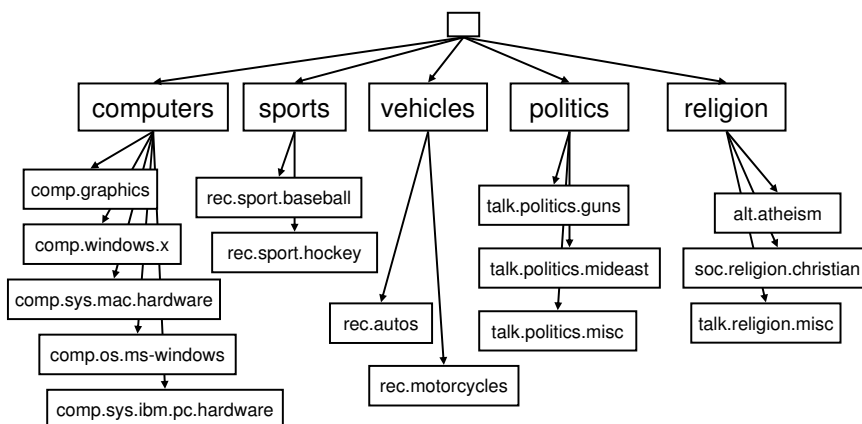 computers
sports
vehicles
politics
religion
comp.graphics
comp.windows.x
comp.sys.mac.hardware
comp.os.ms-windows
comp.sys.ibm.pc.hardware
rec.sport.baseball
rec.sport.hockey
rec.autos
rec.motorcycles
talk.politics.guns
talk.politics.mideast
talk.politics.misc
alt.atheism
soc.religion.christian
talk.religion.misc